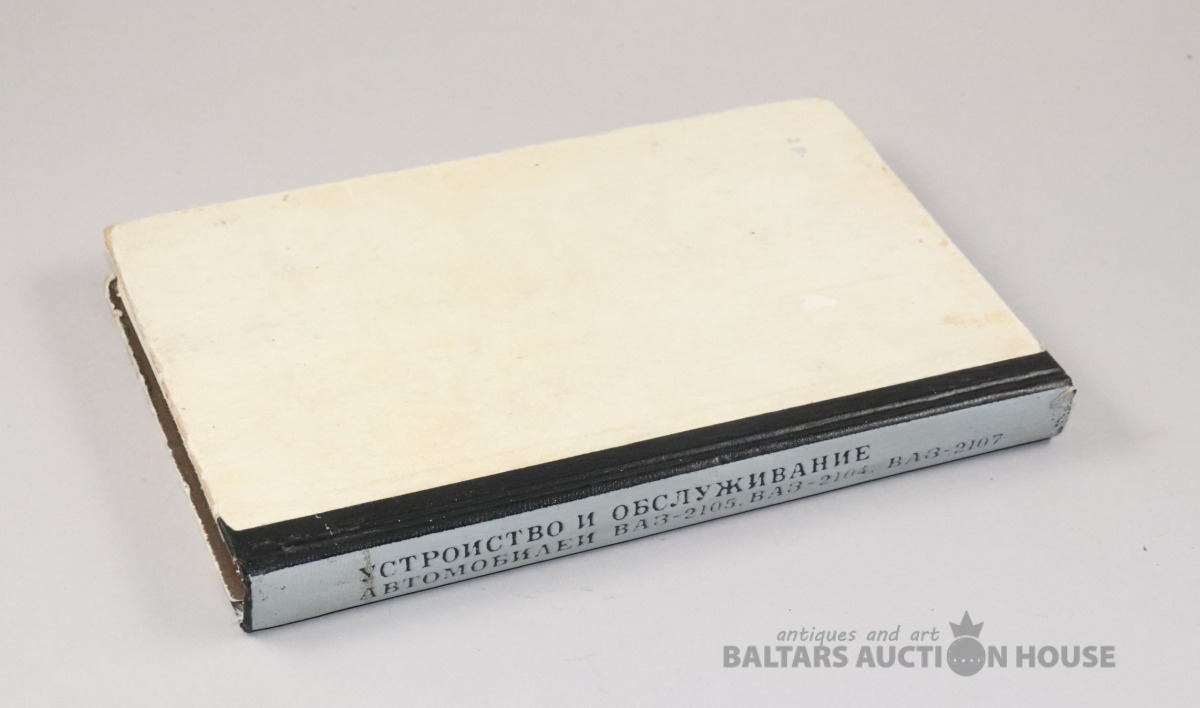 УСТРОЙСТВО И ОБСЛУЖИВАНИЕ
АВТОМОБИЛЕЙ ВАЗ-2105, ВАЗ-2104, ВАЗ-2107
antiques and art
BALTARS AUCTION HOUSE